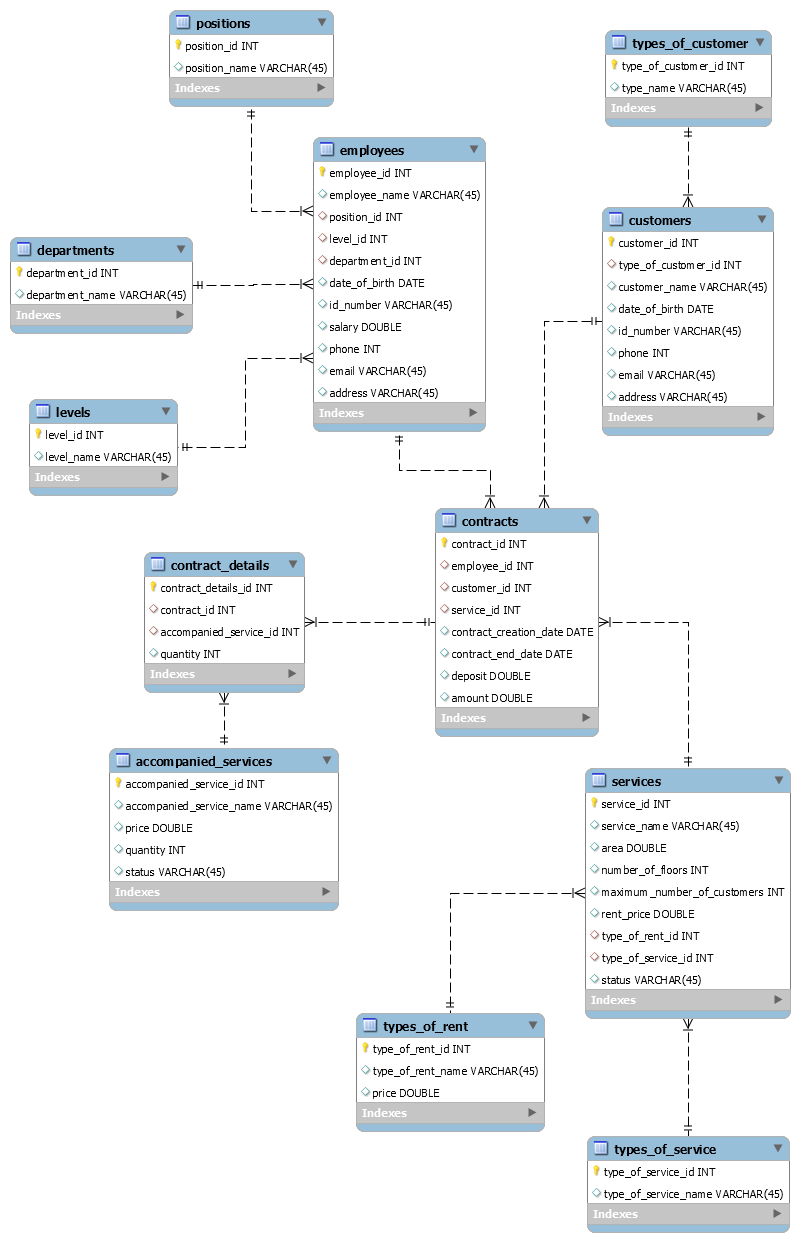 positions
position_id INT
position_name VARCHAR(45)
Indexes
types_of_customer
type_of_customer_id INT
type_name VARCHAR(45)
Indexes
employees
employee_id INT
employee_name VARCHAR(45)
position_id INT
level_id INT
department_id INT
date_of_birth DATE
id_number VARCHAR(45)
salary DOUBLE
phone INT
email VARCHAR(45)
address VARCHAR(45)
Indexes
customers
customer_id INT
type_of_customer_id INT
customer_name VARCHAR(45)
date_of_birth DATE
id_number VARCHAR(45)
phone INT
email VARCHAR(45)
address VARCHAR(45)
Indexes
departments
department_id INT
department_name VARCHAR(45)
Indexes
levels
level_id INT
level_name VARCHAR(45)
Indexes
contracts
contract_id INT
employee_id INT
customer_id INT
service_id INT
contract_creation_date DATE
contract_end_date DATE
deposit DOUBLE
amount DOUBLE
Indexes
contract_details
contract_details_id INT
contract_id INT
accompanied_service_id INT
quantity INT
Indexes
accompanied_services
accompanied_service_id INT
accompanied_service_name VARCHAR(45)
price DOUBLE
quantity INT
status VARCHAR(45)
Indexes
services
service_id INT
service_name VARCHAR(45)
area DOUBLE
number_of_floors INT
maximum_number_of_customers INT
rent_price DOUBLE
type_of_rent_id INT
type_of_service_id INT
status VARCHAR(45)
Indexes
types_of_rent
type_of_rent_id INT
type_of_rent_name VARCHAR(45)
price DOUBLE
Indexes
types_of_service
type_of_service_id INT
type_of_service_name VARCHAR(45)
Indexes